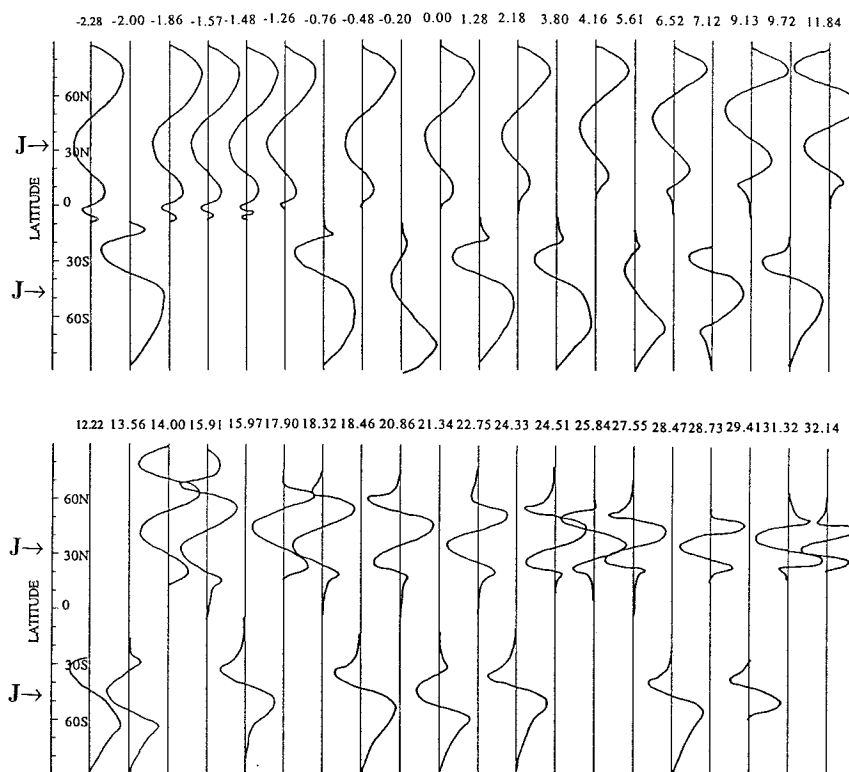 -2.28 -2.00 -1.86 -1.57 -1.48 -1.26 -0.76 -0.48 -0.20 0.00 1.28 2.18 3.80 4.16 5.61 6.52 7.12 9.13 9.72 11.84
60N
J→
30N
0
LATITUDE
30S
J→
60S
12.22 13.56 14.00 15.91 15.97 17.90 18.32 18.46 20.86 21.34 22.75 24.33 24.51 25.84 27.55 28.47 28.73 29.41 31.32 32.14
60N
J→
30N
0
LATITUDE
30S
J→
60S